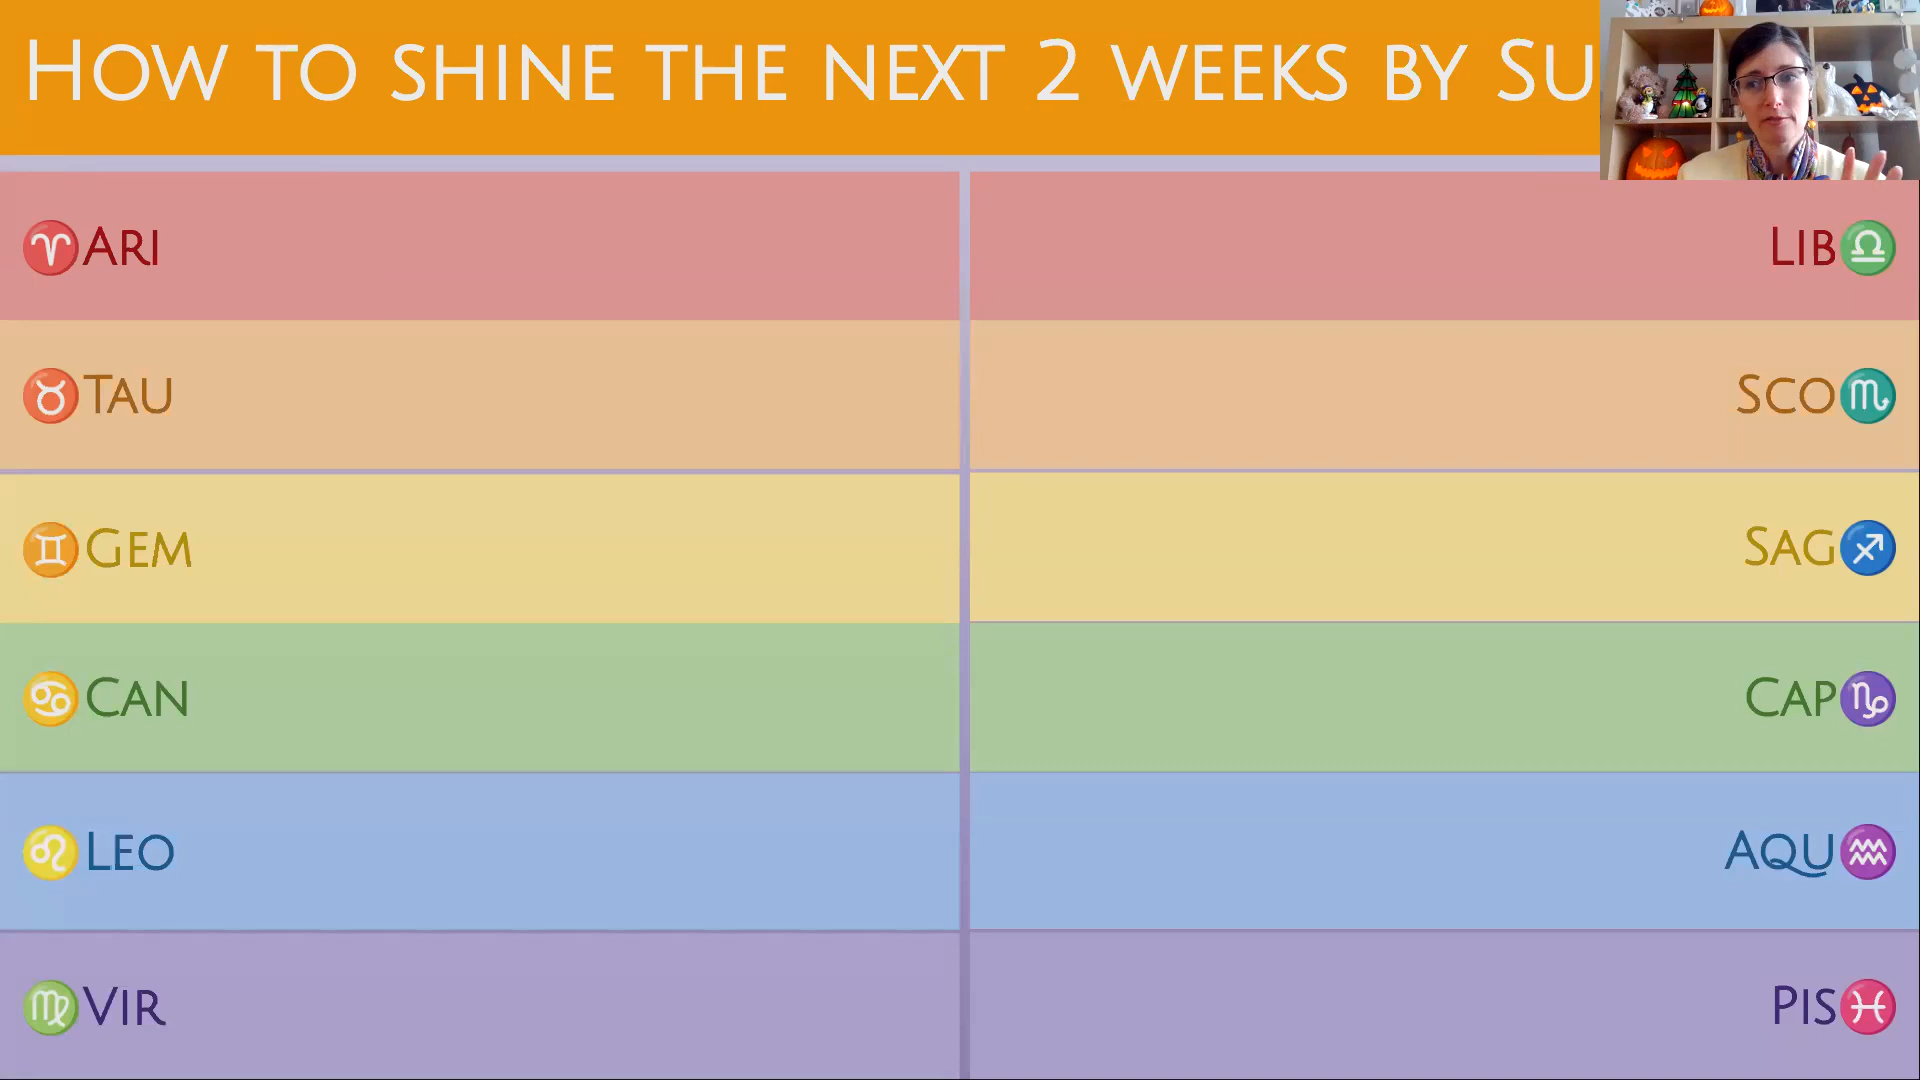 How to shine the next 2 weeks by Su
♈Ari
Lib♎
♉Tau
Sco♏
♊Gem
Sag♐
♋Can
Cap♑
♌Leo
Aqu♒
♍Vir
Pis♓